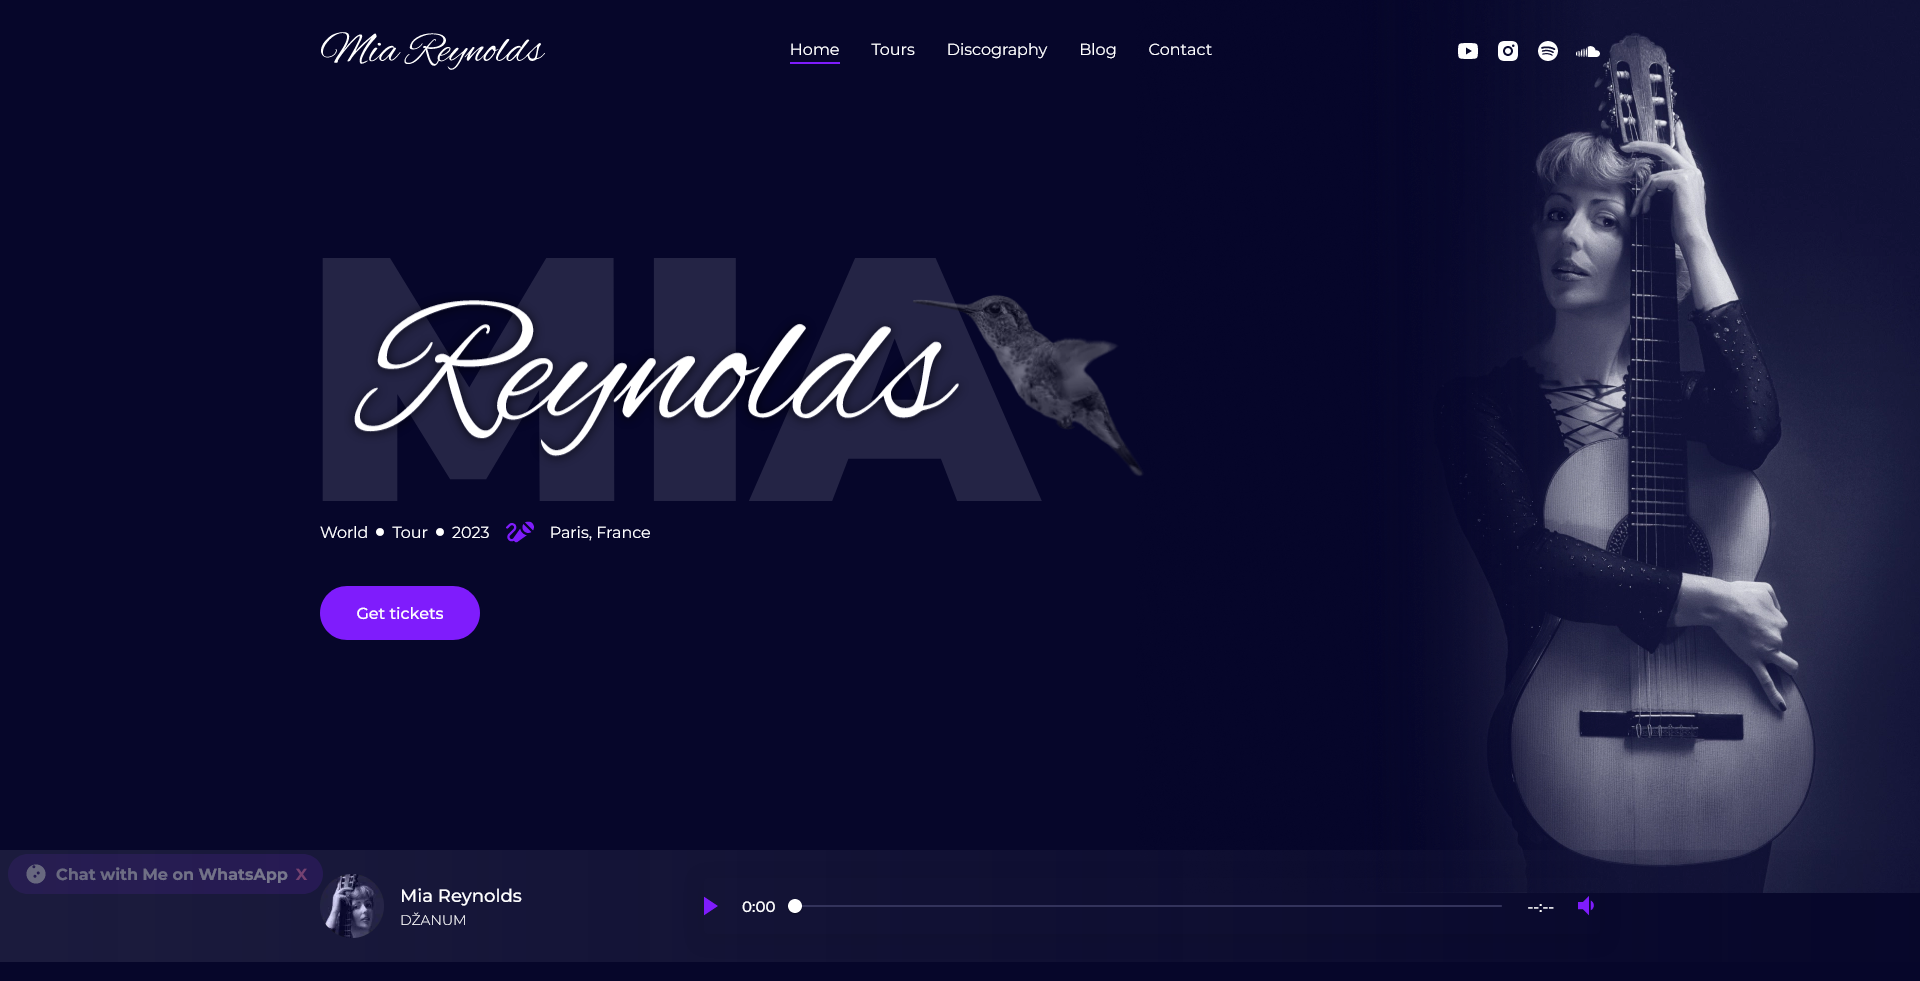 Mia Reynolds
Home Tours Discography Blog Contact
MIA
Reynolds
World • Tour • 2023 Paris, France
Get tickets
Chat with Me on WhatsApp X
Mia Reynolds
DŽANUM
0:00 --:--